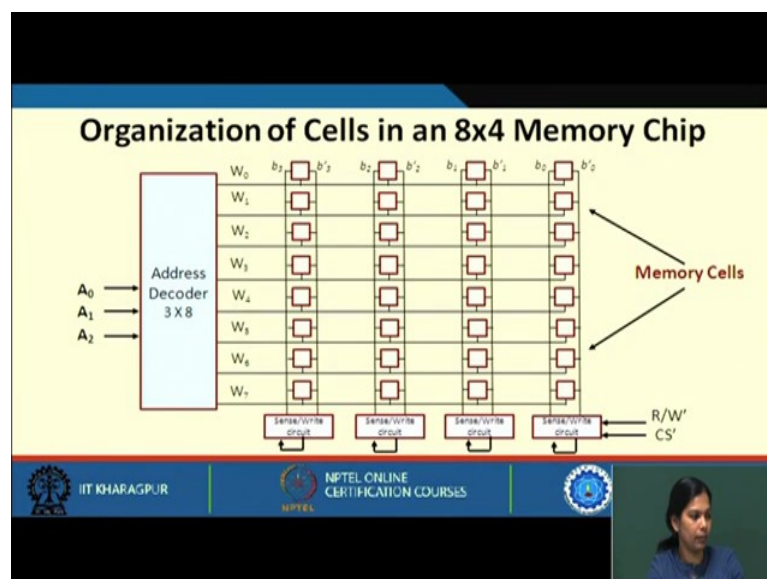 Organization of Cells in an 8x4 Memory Chip
b₃ b'₃ b₂ b'₂ b₁ b'₁ b₀ b'₀
W₀
W₁
W₂
W₃
W₄
W₅
W₆
W₇
Address
Decoder
3 X 8
A₀
A₁
A₂
Memory Cells
Sense/Write
circuit
Sense/Write
circuit
Sense/Write
circuit
Sense/Write
circuit
R/W'
CS'
IIT KHARAGPUR
NPTEL
NPTEL ONLINE
CERTIFICATION COURSES